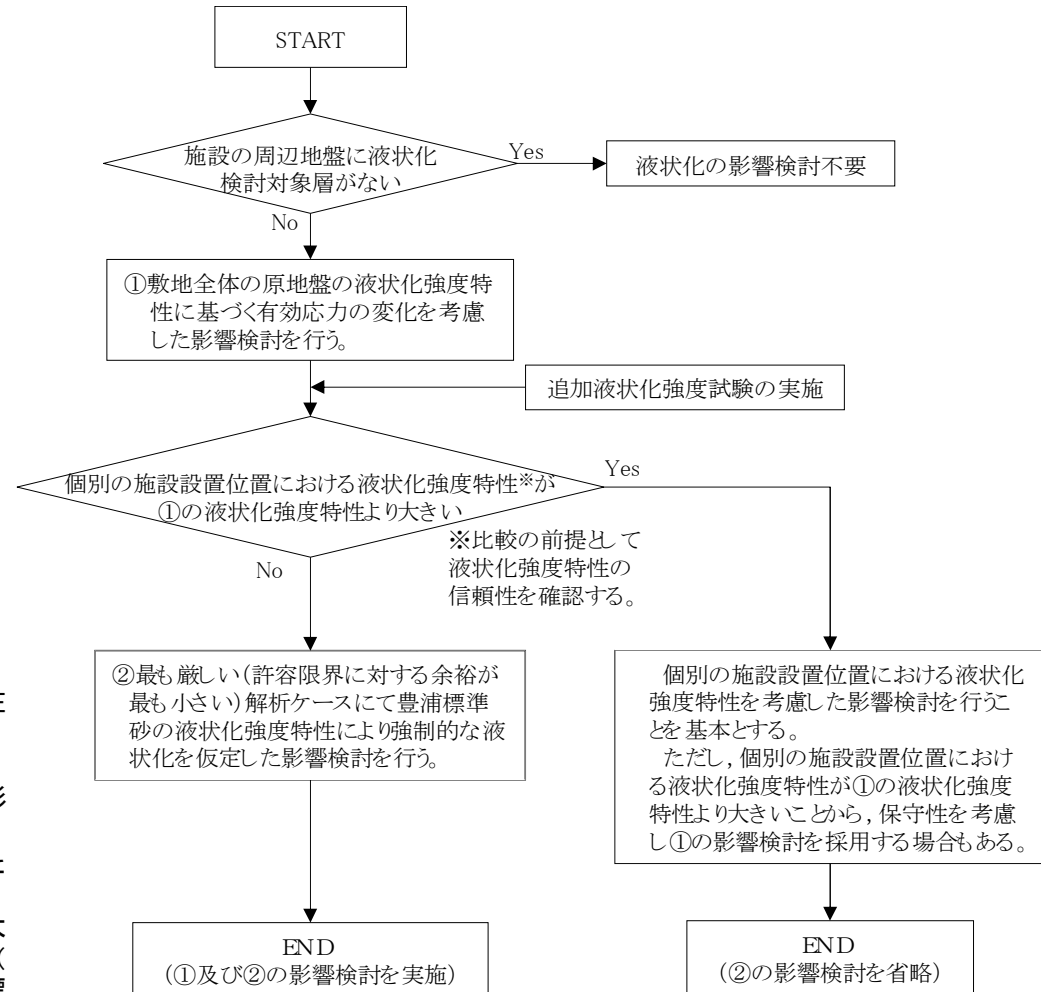 START
施設の周辺地盤に液状化
検討対象層がない
Yes
液状化の影響検討不要
No
①敷地全体の原地盤の液状化強度特
性に基づく有効応力の変化を考慮
した影響検討を行う。
追加液状化強度試験の実施
個別の施設設置位置における液状化強度特性※が
①の液状化強度特性より大きい
Yes
※比較の前提として
液状化強度特性の
信頼性を確認する。
No
②最も厳しい(許容限界に対する余裕が
最も小さい)解析ケースにて豊浦標準
砂の液状化強度特性により強制的な液
状化を仮定した影響検討を行う。
個別の施設設置位置における液状化
強度特性を考慮した影響検討を行うこ
とを基本とする。
ただし,個別の施設設置位置におけ
る液状化強度特性が①の液状化強度
特性より大きいことから,保守性を考慮
し①の影響検討を採用する場合もある。
END
(①及び②の影響検討を実施)
END
(②の影響検討を省略)